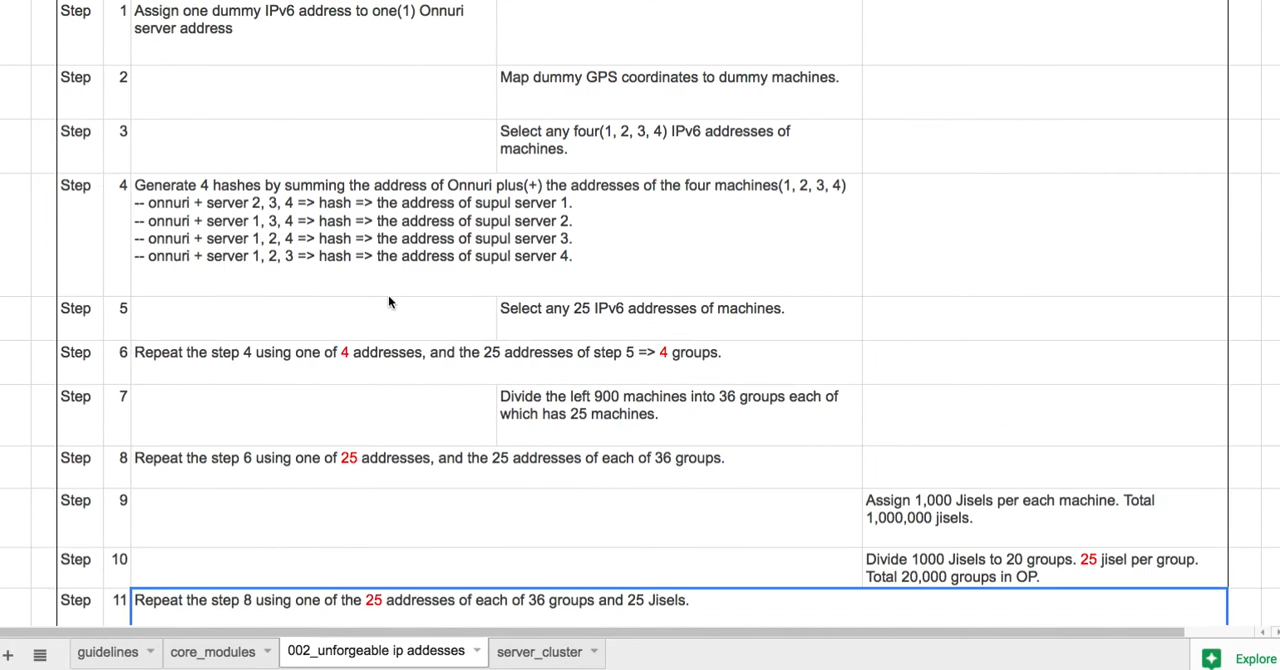 Step 1 Assign one dummy IPv6 address to one(1) Onnuri
server address
Step 2 Map dummy GPS coordinates to dummy machines.
Step 3 Select any four(1, 2, 3, 4) IPv6 addresses of
machines.
Step 4 Generate 4 hashes by summing the address of Onnuri plus(+) the addresses of the four machines(1, 2, 3, 4)
-- onnuri + server 2, 3, 4 => hash => the address of supul server 1.
-- onnuri + server 1, 3, 4 => hash => the address of supul server 2.
-- onnuri + server 1, 2, 4 => hash => the address of supul server 3.
-- onnuri + server 1, 2, 3 => hash => the address of supul server 4.
Step 5 Select any 25 IPv6 addresses of machines.
Step 6 Repeat the step 4 using one of 4 addresses, and the 25 addresses of step 5 => 4 groups.
Step 7 Divide the left 900 machines into 36 groups each of
which has 25 machines.
Step 8 Repeat the step 6 using one of 25 addresses, and the 25 addresses of each of 36 groups.
Step 9 Assign 1,000 Jisels per each machine. Total
1,000,000 jisels.
Step 10 Divide 1000 Jisels to 20 groups. 25 jisel per group.
Total 20,000 groups in OP.
Step 11 Repeat the step 8 using one of the 25 addresses of each of 36 groups and 25 Jisels.
guidelines core_modules 002_unforgeable ip addesses server_cluster Explore